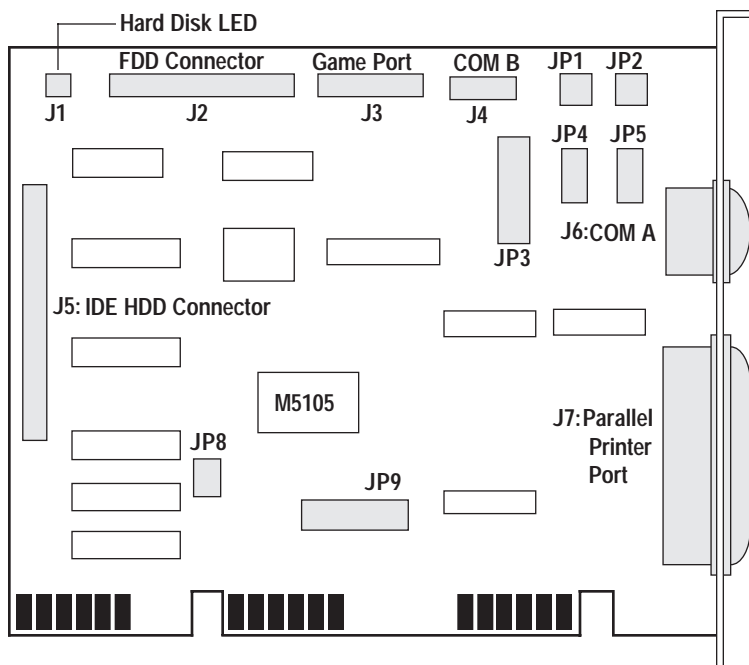 Hard Disk LED
FDD Connector
Game Port
COM B
JP1
JP2
J1
J2
J3
J4
JP4
JP5
J6:COM A
JP3
J5: IDE HDD Connector
M5105
J7:Parallel
Printer
Port
JP8
JP9